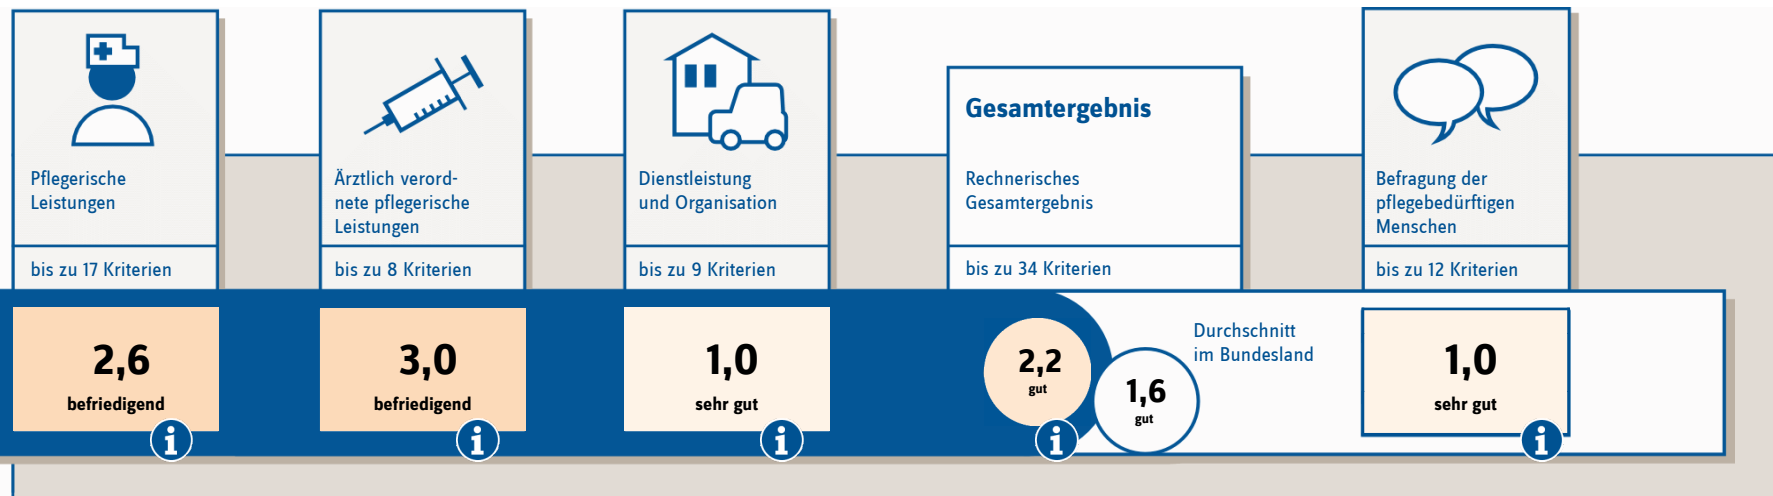 Pflegerische
Leistungen
bis zu 17 Kriterien
2,6
befriedigend
i
Ärztlich verord-
nete pflegerische
Leistungen
bis zu 8 Kriterien
3,0
befriedigend
i
Dienstleistung
und Organisation
bis zu 9 Kriterien
1,0
sehr gut
i
Gesamtergebnis
Rechnerisches
Gesamtergebnis
bis zu 34 Kriterien
2,2
gut
i
1,6
gut
Durchschnitt
im Bundesland
Befragung der
pflegebedürftigen
Menschen
bis zu 12 Kriterien
1,0
sehr gut
i